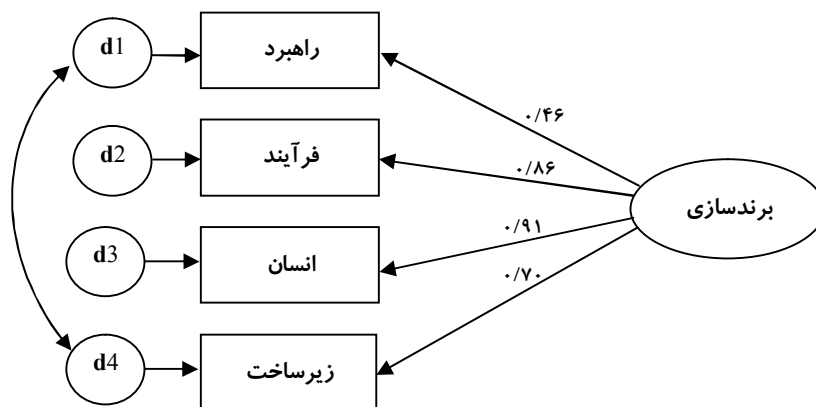 d1
راهبرد
۰/۴۶
d2
فرآیند
۰/۸۶
برندسازی
d3
انسان
۰/۹۱
d4
زیرساخت
۰/۷۰